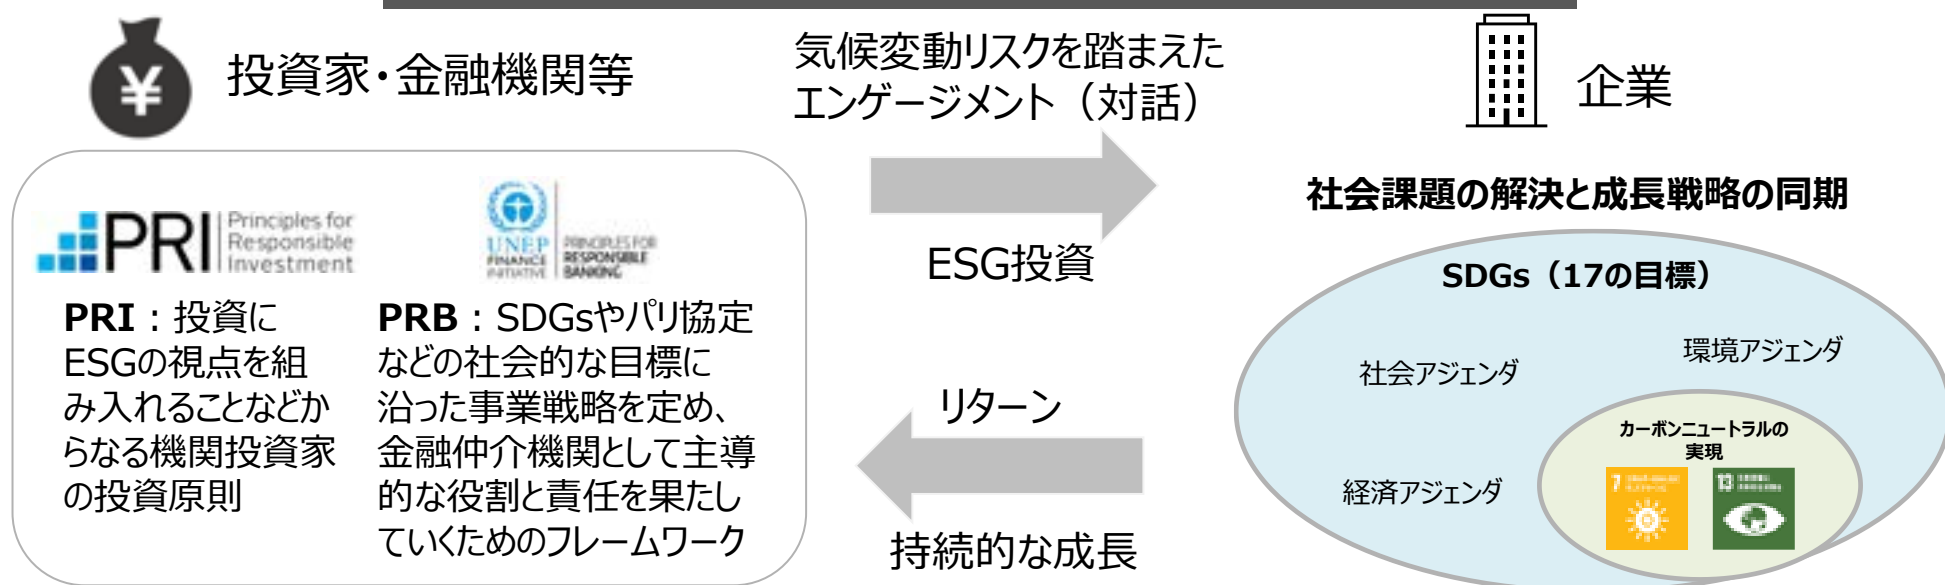 投資家・金融機関等
気候変動リスクを踏まえた
エンゲージメント（対話）
企業
PRI
Principles for
Responsible
Investment
UNEP
FINANCE
INITIATIVE
PRINCIPLES FOR
RESPONSIBLE
BANKING
PRI：投資に
ESGの視点を組
み入れることなどか
らなる機関投資家
の投資原則
PRB：SDGsやパリ協定
などの社会的な目標に
沿った事業戦略を定め、
金融仲介機関として主導
的な役割と責任を果たし
ていくためのフレームワーク
ESG投資
リターン
持続的な成長
社会課題の解決と成長戦略の同期
SDGs（17の目標）
社会アジェンダ
環境アジェンダ
経済アジェンダ
カーボンニュートラルの
実現
7
13